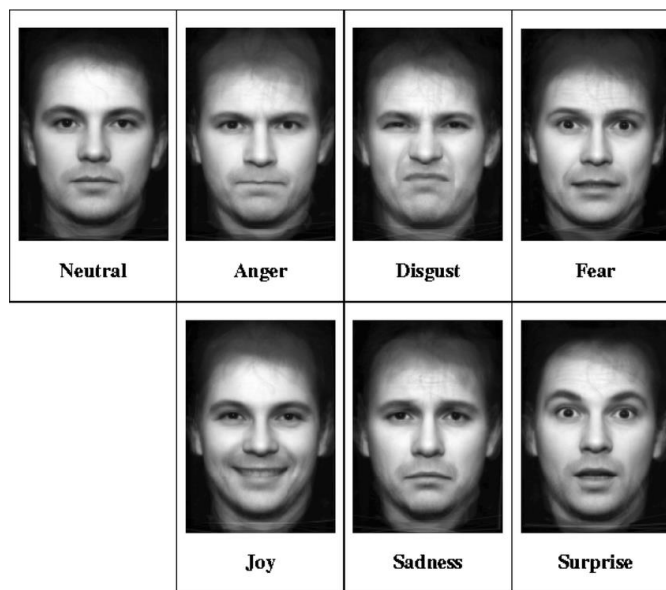 Neutral
Anger
Disgust
Fear
Joy
Sadness
Surprise